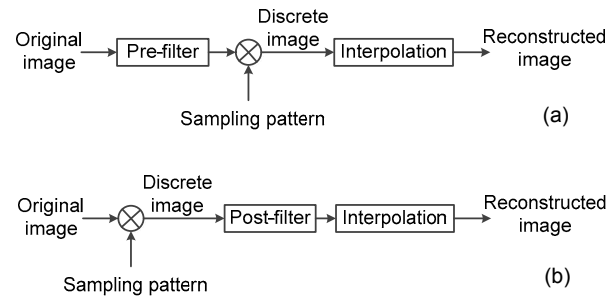 Original
image
Pre-filter
Discrete
image
Interpolation
Reconstructed
image
Sampling pattern
(a)
Original
image
Discrete
image
Post-filter
Interpolation
Reconstructed
image
Sampling pattern
(b)